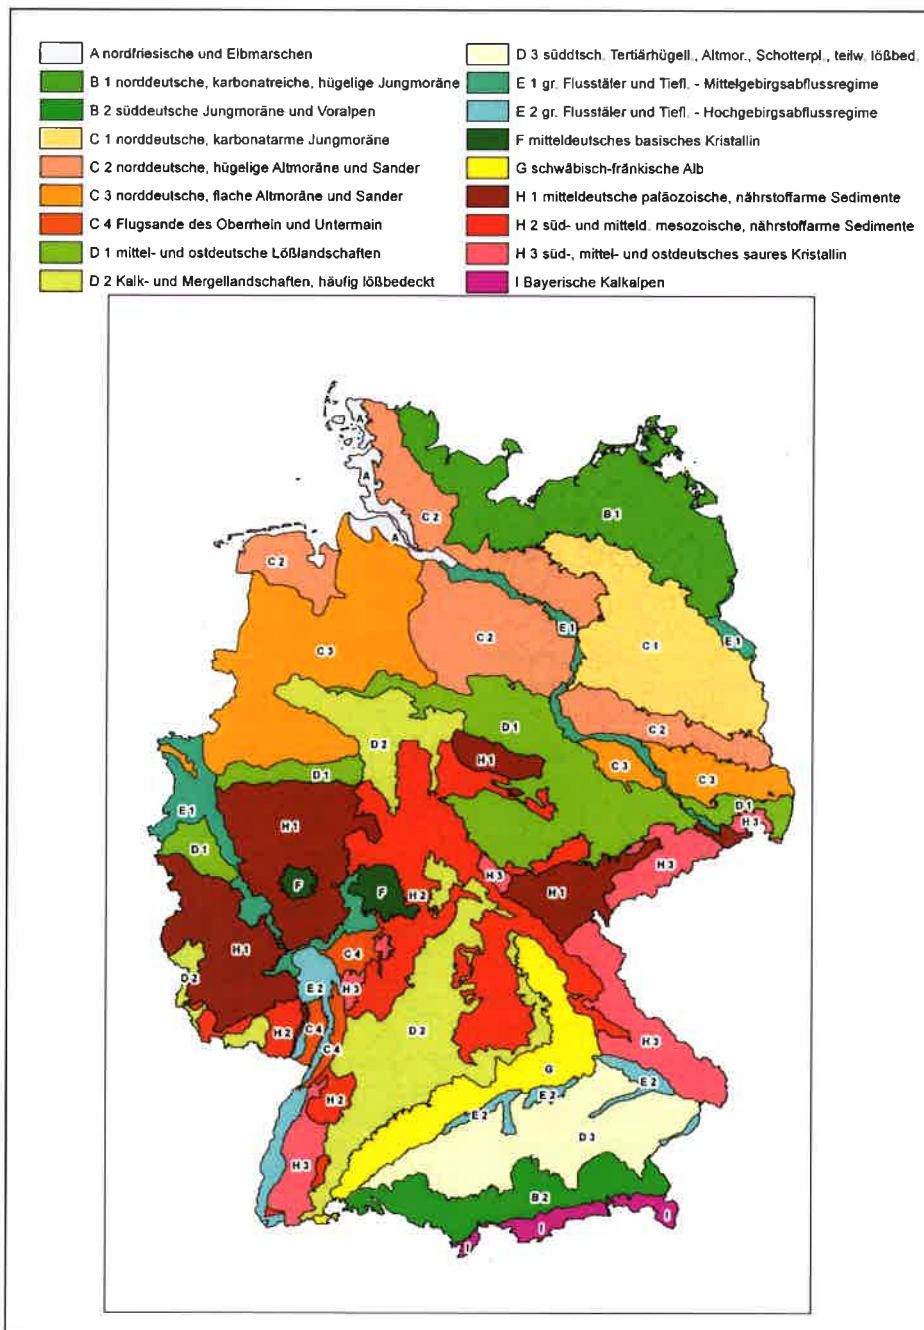 A nordfriesische und Elbmarschen
B 1 norddeutsche, karbonatreiche, hügelige Jungmoräne
B 2 süddeutsche Jungmoräne und Voralpen
C 1 norddeutsche, karbonatarme Jungmoräne
C 2 norddeutsche, hügelige Altmoräne und Sander
C 3 norddeutsche, flache Altmoräne und Sander
C 4 Flugsande des Oberrhein und Untermain
D 1 mittel- und ostdeutsche Lößlandschaften
D 2 Kalk- und Mergellandschaften, häufig lößbedeckt
D 3 süddtsch. Tertiärhügell., Altmor., Schotterpl., teilw. lößbed.
E 1 gr. Flusstäler und Tiefl. - Mittelgebirgsabflussregime
E 2 gr. Flusstäler und Tiefl. - Hochgebirgsabflussregime
F mitteldeutsches basisches Kristallin
G schwäbisch-fränkische Alb
H 1 mitteldeutsche paläozoische, nährstoffarme Sedimente
H 2 süd- und mitteld. mesozoische, nährstoffarme Sedimente
H 3 süd-, mittel- und ostdeutsches saures Kristallin
I Bayerische Kalkalpen
A
A
A
C 2
B 1
A
C 2
E 1
C 2
E 1
C 3
C 1
D 1
C 2
D 2
H 1
C 3
C 3
D 1
E 1
D 1
H 1
H 3
D 1
H 3
F
F
H 2
H 3
H 1
H 1
C 4
D 2
E 2
H 3
H 2
C 4
C 4
D 2
H 3
G
E 2
H 2
E 2
E 2
D 3
H 3
B 2
I
I
I